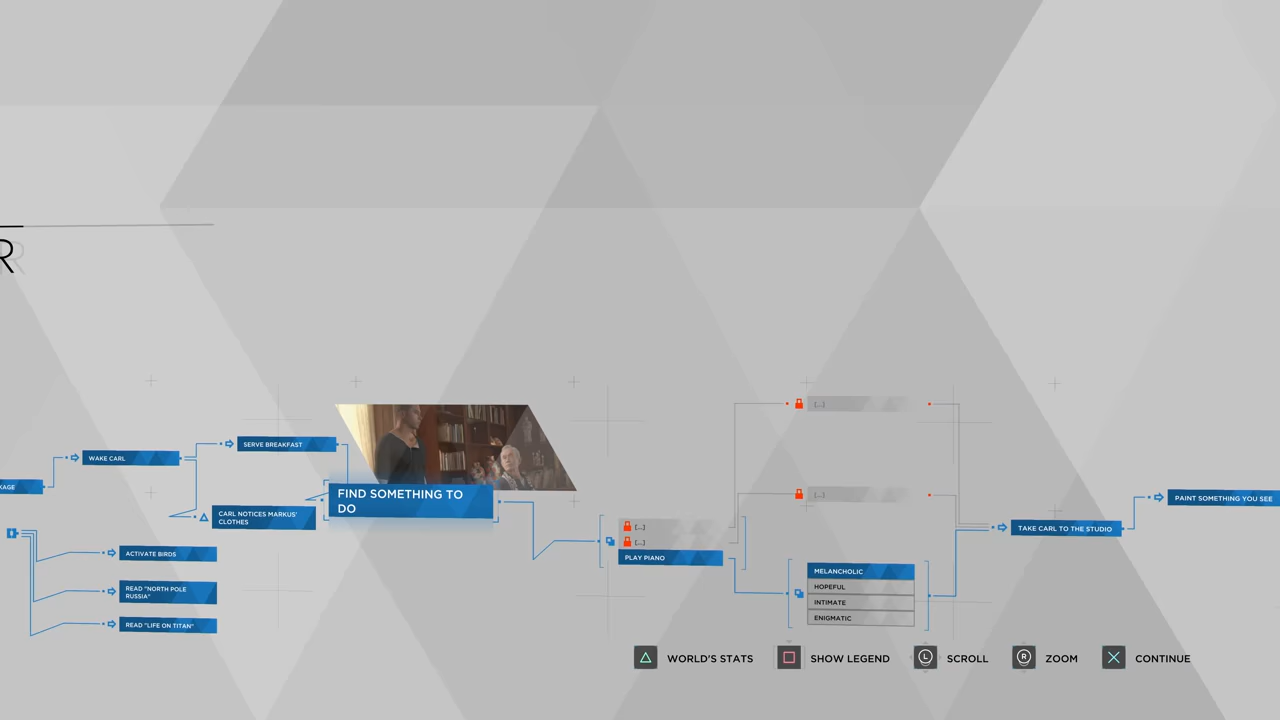 R
SERVE BREAKFAST
WAKE CARL
KAGE
CARL NOTICES MARKUS'
CLOTHES
FIND SOMETHING TO
DO
ACTIVATE BIRDS
READ "NORTH POLE
RUSSIA"
READ "LIFE ON TITAN"
[...]
[...]
PLAY PIANO
[...]
[...]
MELANCHOLIC
HOPEFUL
INTIMATE
ENIGMATIC
TAKE CARL TO THE STUDIO
PAINT SOMETHING YOU SEE
WORLD'S STATS
SHOW LEGEND
L
SCROLL
R
ZOOM
CONTINUE